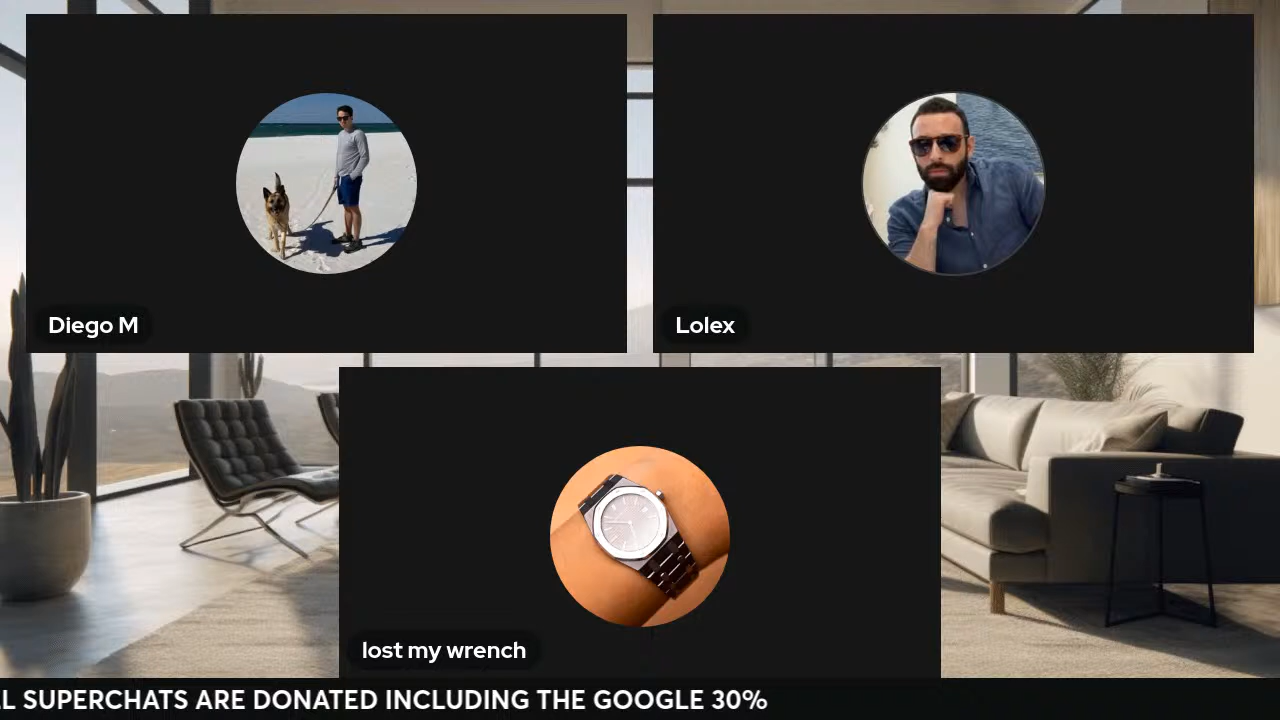 Diego M
Lolex
lost my wrench
L SUPERCHATS ARE DONATED INCLUDING THE GOOGLE 30%